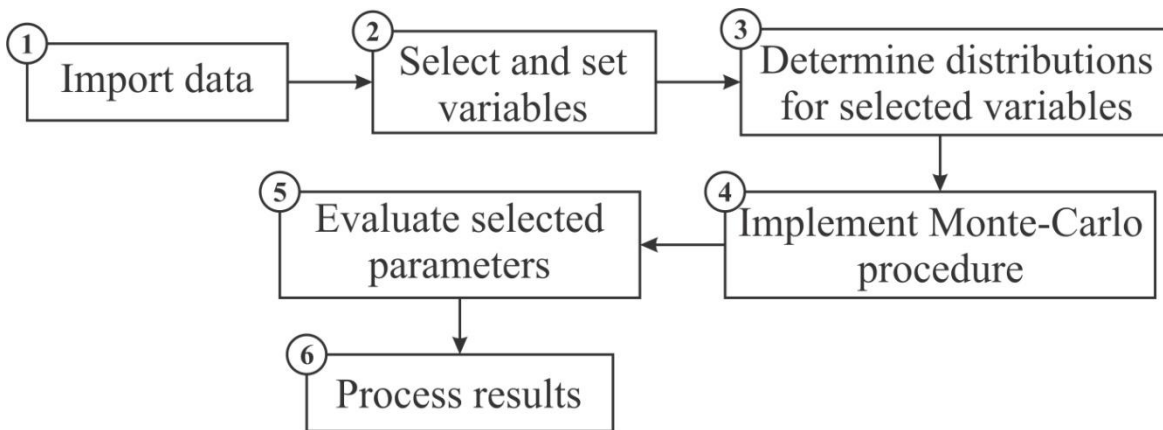 1
Import data
2
Select and set
variables
3
Determine distributions
for selected variables
4
Implement Monte-Carlo
procedure
5
Evaluate selected
parameters
6
Process results